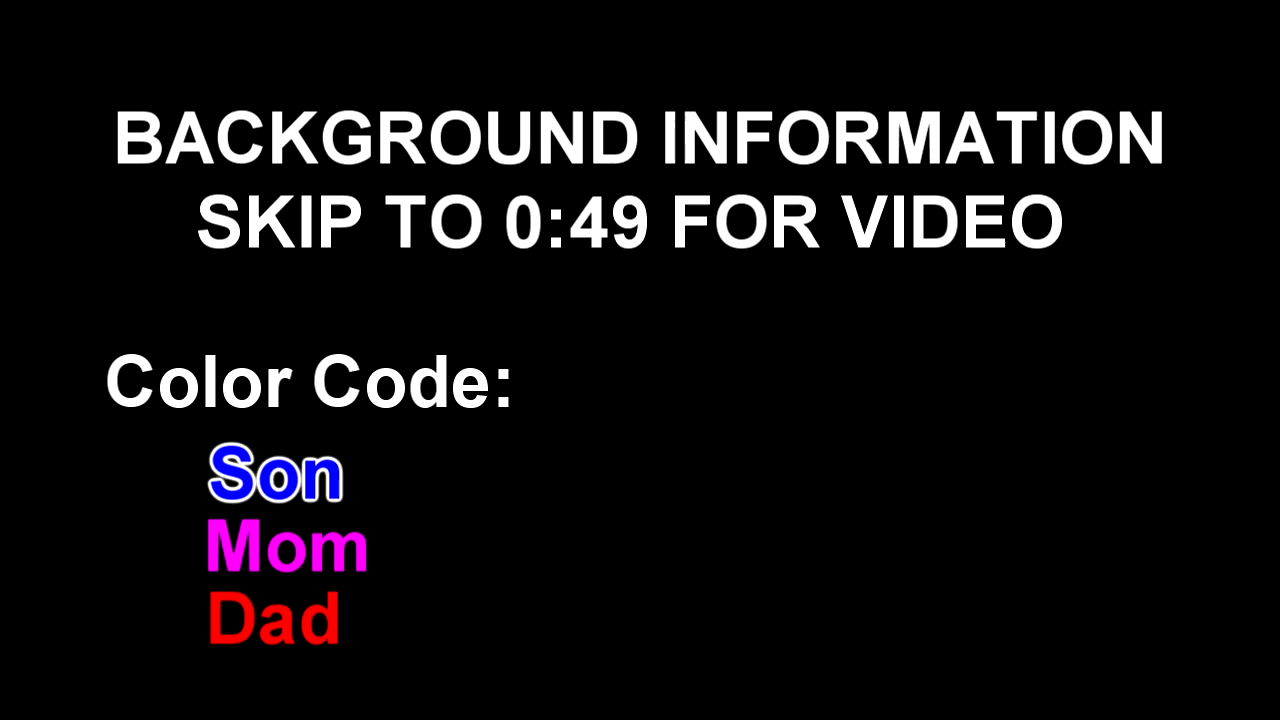 BACKGROUND INFORMATION
SKIP TO 0:49 FOR VIDEO
Color Code:
Son
Mom
Dad